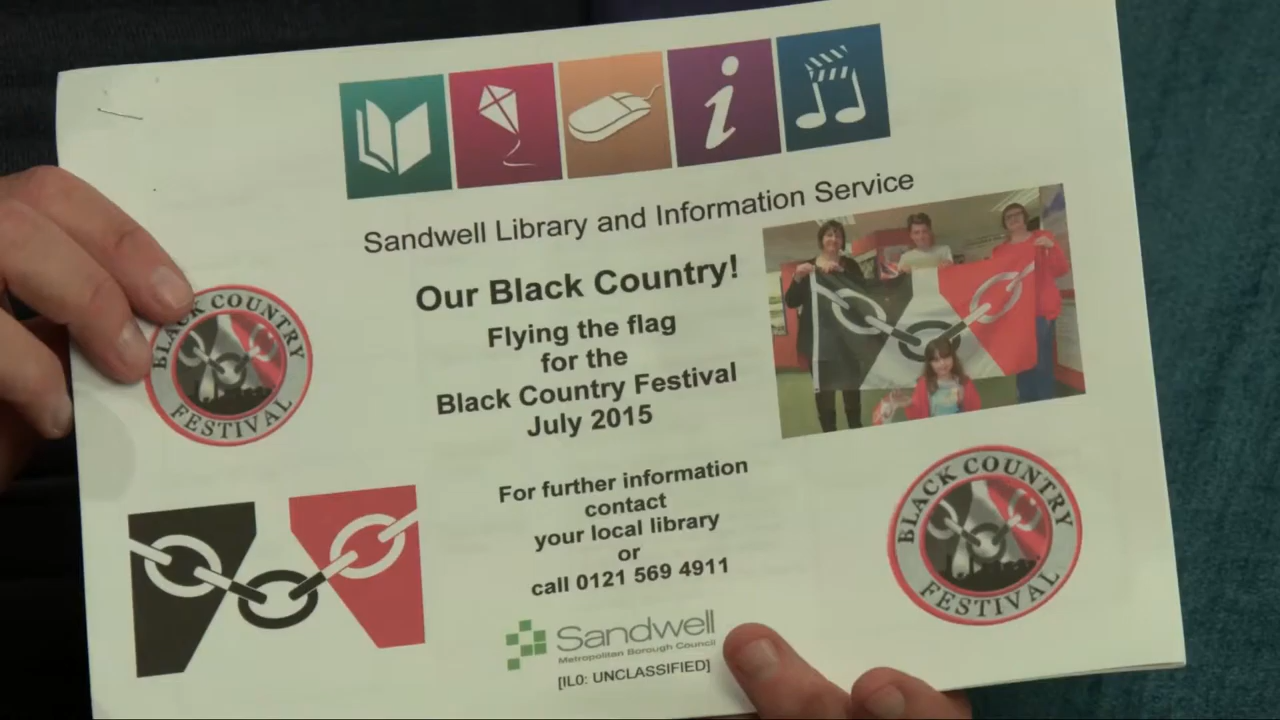 Sandwell Library and Information Service
Our Black Country!
Flying the flag
for the
Black Country Festival
July 2015
For further information
contact
your local library
or
call 0121 569 4911
Sandwell
Metropolitan Borough Council
[IL0: UNCLASSIFIED]
BLACK COUNTRY
FESTIVAL
BLACK COUNTRY
FESTIVAL